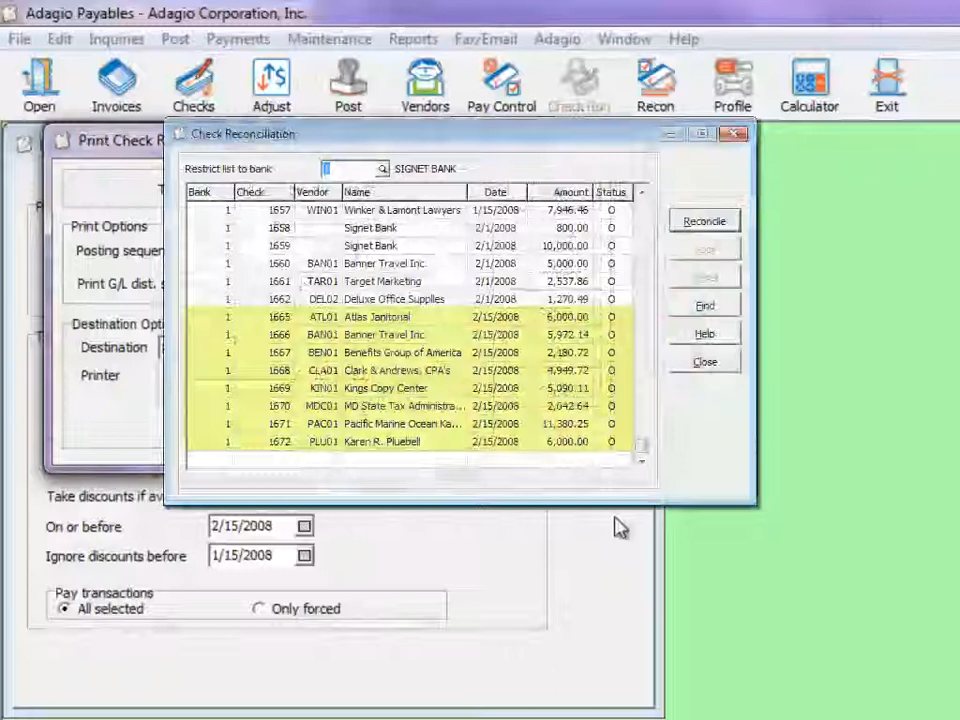 Adagio Payables - Adagio Corporation, Inc.
File Edit Inquiries Post Payments Maintenance Reports Fax/Email Adagio Window Help
Open Invoices Checks Adjust Post Vendors Pay Control Check Run Recon Profile Calculator Exit
Print Check R
Check Reconciliation
Restrict list to bank: SIGNET BANK
Bank Check Vendor Name Date Amount Status
1 1657 WIN01 Winker & Lamont Lawyers 1/15/2008 7,946.46 O
1 1658 Signet Bank 2/1/2008 800.00 O
1 1659 Signet Bank 2/1/2008 10,000.00 O
1 1660 BAN01 Banner Travel Inc. 2/1/2008 5,000.00 O
1 1661 TAR01 Target Marketing 2/1/2008 2,537.86 O
1 1662 DEL02 Deluxe Office Supplies 2/1/2008 1,270.49 O
1 1665 ATL01 Atlas Janitorial 2/15/2008 6,000.00 O
1 1666 BAN01 Banner Travel Inc. 2/15/2008 5,972.14 O
1 1667 BEN01 Benefits Group of America 2/15/2008 2,180.72 O
1 1668 CLA01 Clark & Andrews, CPA's 2/15/2008 4,949.72 O
1 1669 KIN01 Kings Copy Center 2/15/2008 5,090.11 O
1 1670 MDC01 MD State Tax Administra... 2/15/2008 2,042.64 O
1 1671 PAC01 Pacific Marine Ocean Ka... 2/15/2008 11,380.25 O
1 1672 PLU01 Karen R. Pluebell 2/15/2008 6,000.00 O
Reconcile
Find
Help
Close
Print Options
Posting sequen
Print G/L dist. s
Destination Opti
Destination
Printer
Take discounts if av
On or before 2/15/2008
Ignore discounts before 1/15/2008
Pay transactions
All selected Only forced